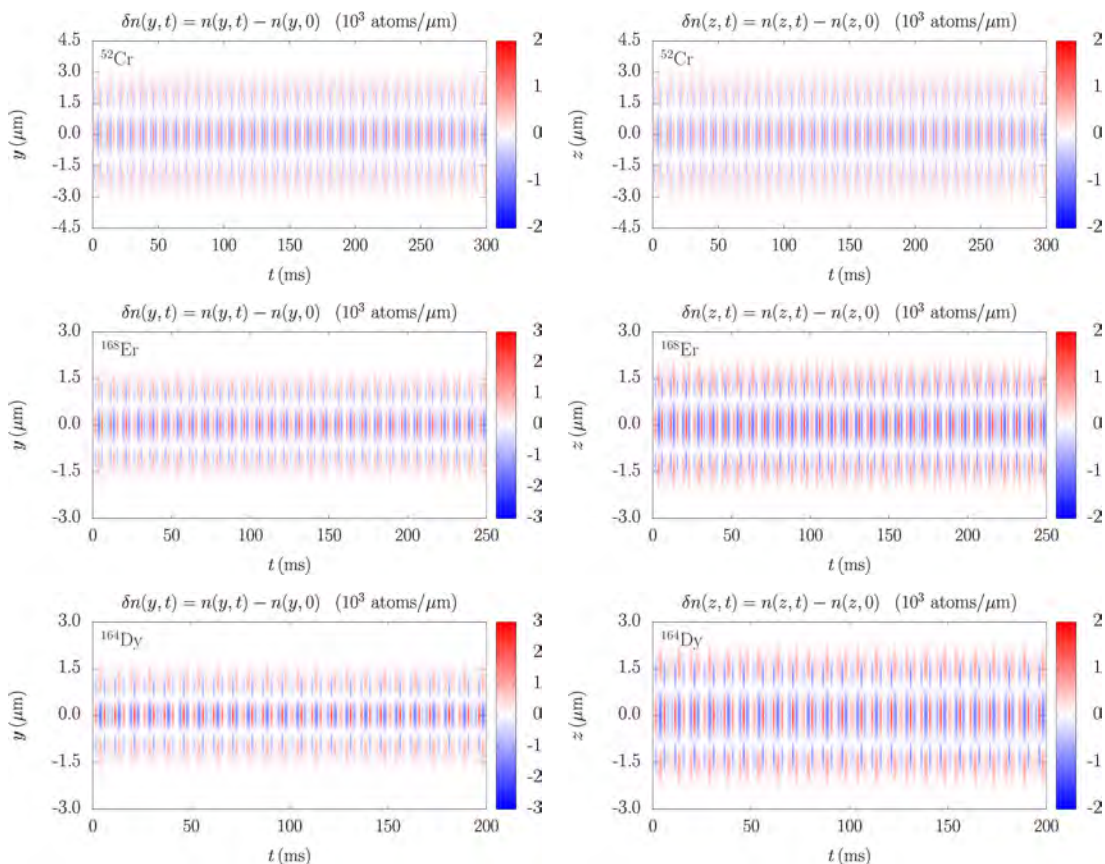 δn(y, t) = n(y, t) − n(y, 0) (10³ atoms/μm)
4.5
3.0
1.5
0.0
-1.5
-3.0
-4.5
y (μm)
⁵²Cr
0 50 100 150 200 250 300
t (ms)
2
1
0
-1
-2
δn(z, t) = n(z, t) − n(z, 0) (10³ atoms/μm)
4.5
3.0
1.5
0.0
-1.5
-3.0
-4.5
z (μm)
⁵²Cr
0 50 100 150 200 250 300
t (ms)
2
1
0
-1
-2
δn(y, t) = n(y, t) − n(y, 0) (10³ atoms/μm)
3.0
1.5
0.0
-1.5
-3.0
y (μm)
¹⁶⁸Er
0 50 100 150 200 250
t (ms)
3
2
1
0
-1
-2
-3
δn(z, t) = n(z, t) − n(z, 0) (10³ atoms/μm)
3.0
1.5
0.0
-1.5
-3.0
z (μm)
¹⁶⁸Er
0 50 100 150 200 250
t (ms)
2
1
0
-1
-2
δn(y, t) = n(y, t) − n(y, 0) (10³ atoms/μm)
3.0
1.5
0.0
-1.5
-3.0
y (μm)
¹⁶⁴Dy
0 50 100 150 200
t (ms)
3
2
1
0
-1
-2
-3
δn(z, t) = n(z, t) − n(z, 0) (10³ atoms/μm)
3.0
1.5
0.0
-1.5
-3.0
z (μm)
¹⁶⁴Dy
0 50 100 150 200
t (ms)
2
1
0
-1
-2